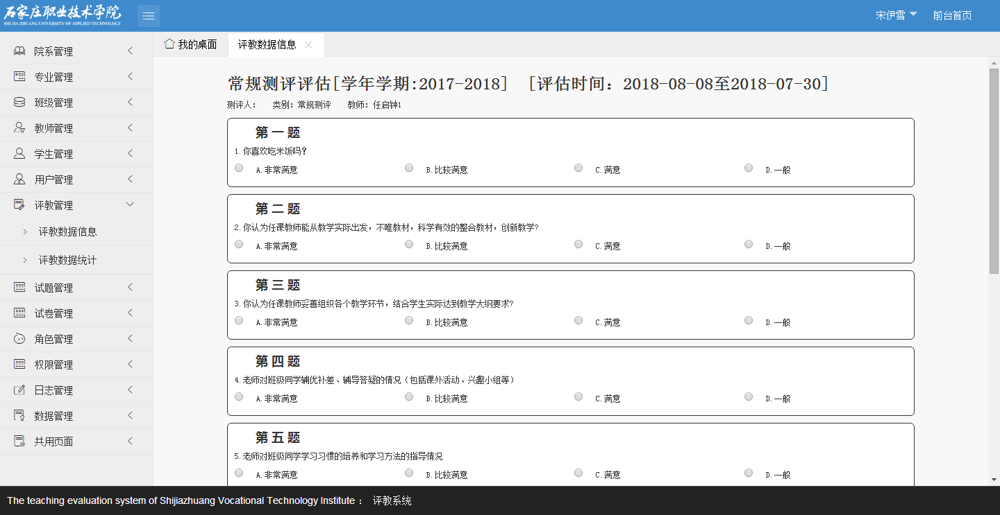 石家庄职业技术学院
SHI JIA ZHUANG UNIVERSITY OF APPLIED TECHNOLOGY
宋伊雪 前台首页
院系管理
专业管理
班级管理
教师管理
学生管理
用户管理
评教管理
评教数据信息
评教数据统计
试题管理
试卷管理
角色管理
权限管理
日志管理
数据管理
共用页面
我的桌面 评教数据信息
常规测评评估[学年学期:2017-2018] [评估时间：2018-08-08至2018-07-30]
测评人： 类别：常规测评 教师：任启钟1
第 一 题
1.你喜欢吃米饭吗？
A.非常满意 B.比较满意 C.满意 D.一般
第 二 题
2.你认为任课教师能从教学实际出发，不唯教材，科学有效的整合教材，创新教学?
A.非常满意 B.比较满意 C.满意 D.一般
第 三 题
3.你认为任课教师妥善组织各个教学环节，结合学生实际达到教学大纲要求?
A.非常满意 B.比较满意 C.满意 D.一般
第 四 题
4.老师对班级同学辅优补差、辅导答疑的情况（包括课外活动、兴趣小组等）
A.非常满意 B.比较满意 C.满意 D.一般
第 五 题
5.老师对班级同学学习习惯的培养和学习方法的指导情况
A.非常满意 B.比较满意 C.满意 D.一般
The teaching evaluation system of Shijiazhuang Vocational Technology Institute： 评教系统